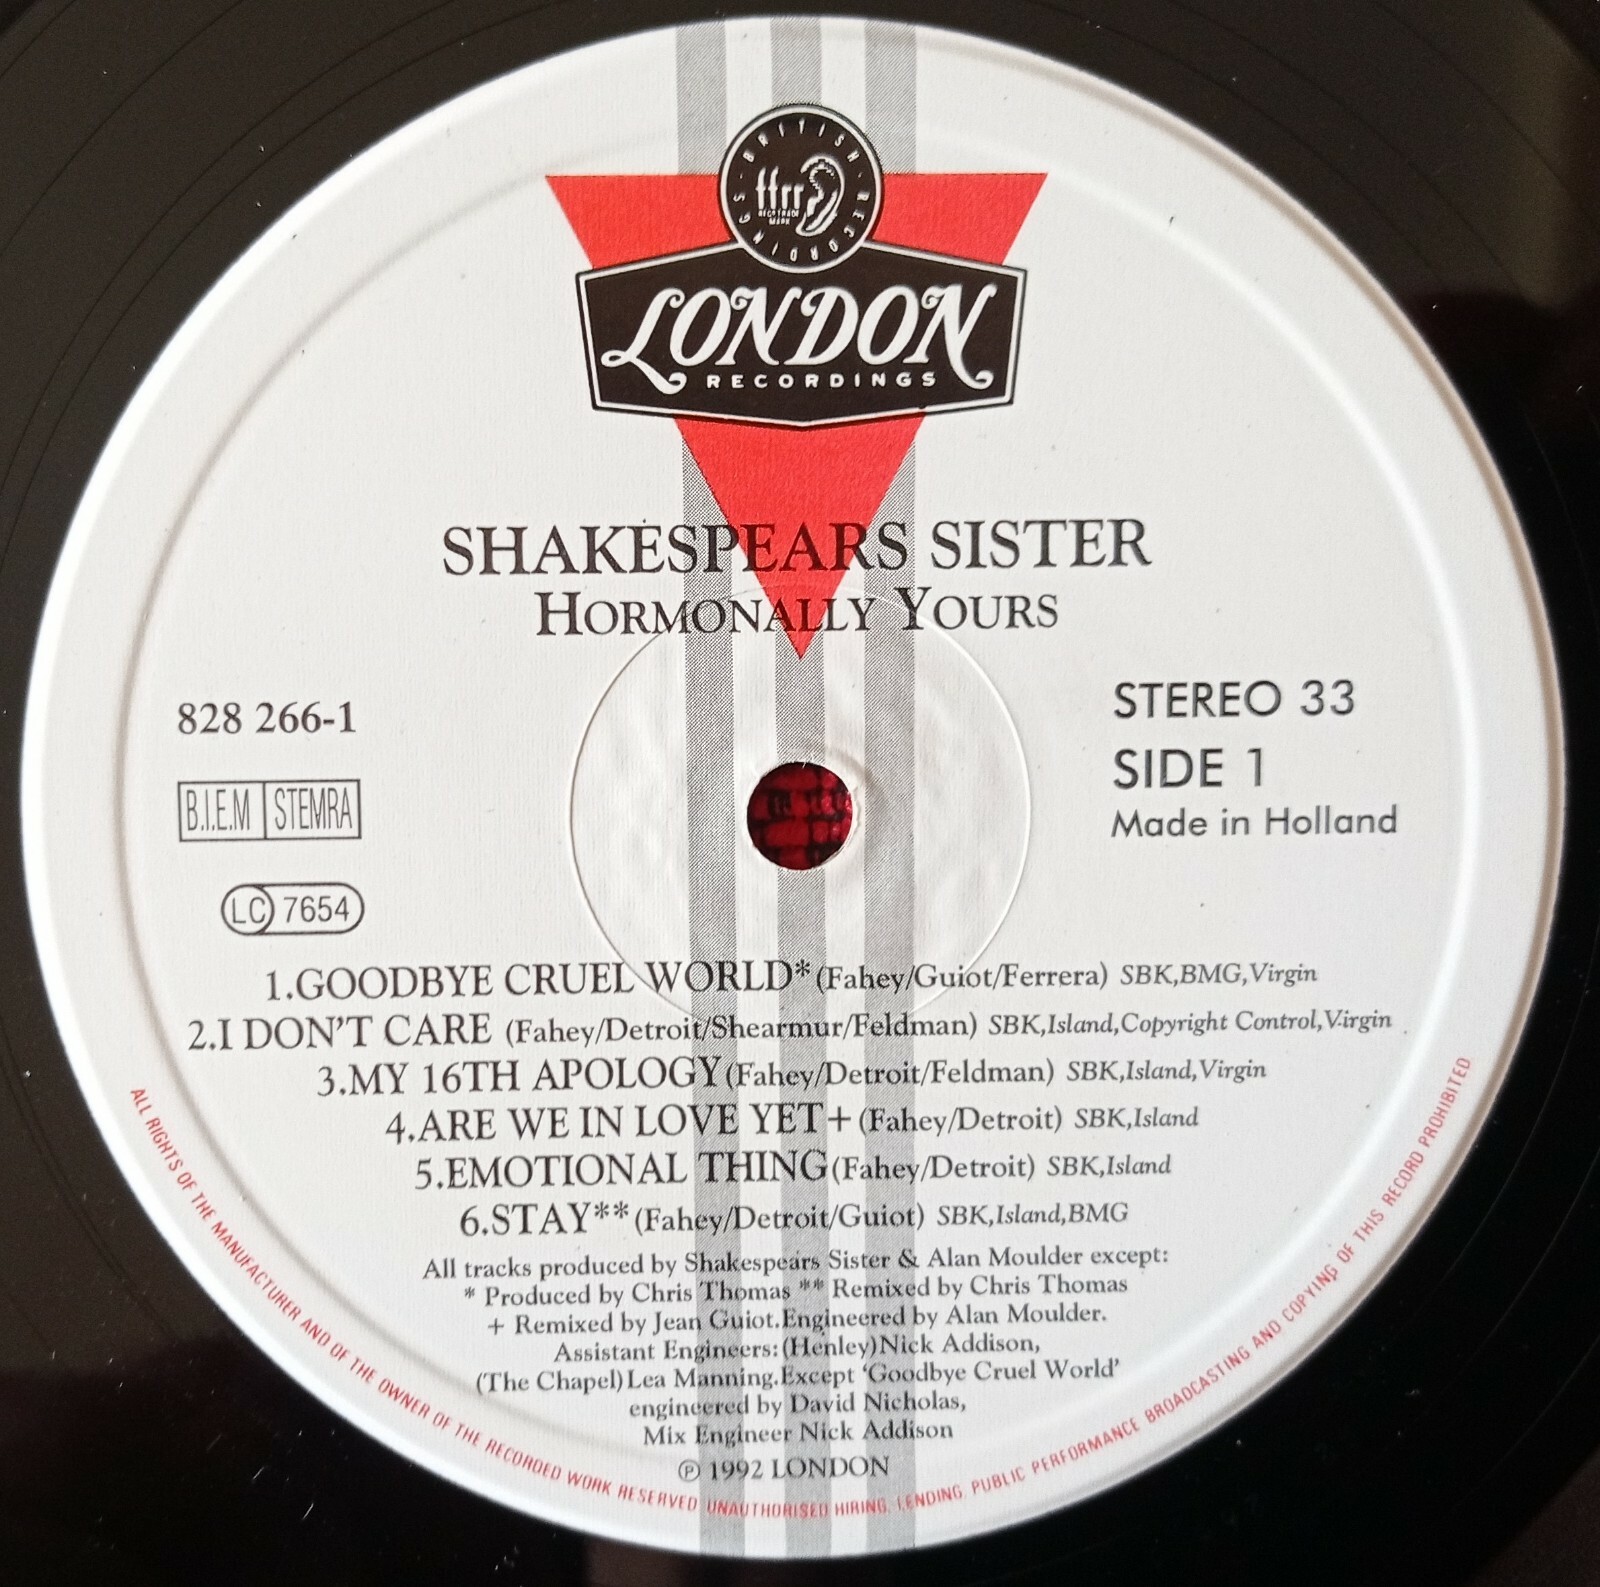 BRITISH RECORDINGS
ffrr
REGD TRADE
MARK
LONDON
RECORDINGS
SHAKESPEARS SISTER
HORMONALLY YOURS
828 266-1
STEREO 33
SIDE 1
Made in Holland
B.I.E.M STEMRA
LC 7654
1.GOODBYE CRUEL WORLD*(Fahey/Guiot/Ferrera) SBK,BMG,Virgin
2.I DON'T CARE (Fahey/Detroit/Shearmur/Feldman) SBK,Island,Copyright Control,Virgin
3.MY 16TH APOLOGY(Fahey/Detroit/Feldman) SBK,Island,Virgin
4.ARE WE IN LOVE YET+(Fahey/Detroit) SBK,Island
5.EMOTIONAL THING(Fahey/Detroit) SBK,Island
6.STAY**(Fahey/Detroit/Guiot) SBK,Island,BMG
All tracks produced by Shakespears Sister & Alan Moulder except:
* Produced by Chris Thomas ** Remixed by Chris Thomas
+ Remixed by Jean Guiot.Engineered by Alan Moulder.
Assistant Engineers:(Henley)Nick Addison,
(The Chapel)Lea Manning.Except ‘Goodbye Cruel World’
engineered by David Nicholas,
Mix Engineer Nick Addison
℗ 1992 LONDON
ALL RIGHTS OF THE MANUFACTURER AND OF THE OWNER OF THE RECORDED WORK RESERVED UNAUTHORISED HIRING, LENDING, PUBLIC PERFORMANCE BROADCASTING AND COPYING OF THIS RECORD PROHIBITED